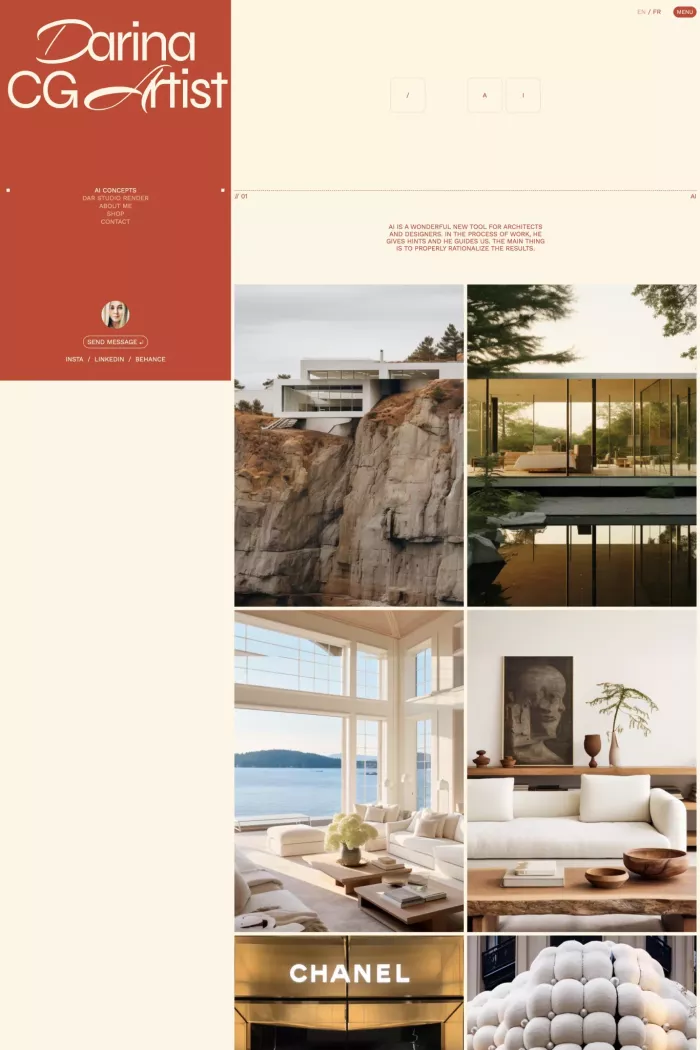 EN / FR
MENU
Darina
CG Artist
/ A I
AI CONCEPTS
DAR STUDIO RENDER
ABOUT ME
SHOP
CONTACT
SEND MESSAGE ⤶
INSTA / LINKEDIN / BEHANCE
// 01
AI
AI IS A WONDERFUL NEW TOOL FOR ARCHITECTS
AND DESIGNERS. IN THE PROCESS OF WORK, HE
GIVES HINTS AND HE GUIDES US. THE MAIN THING
IS TO PROPERLY RATIONALIZE THE RESULTS.
CHANEL